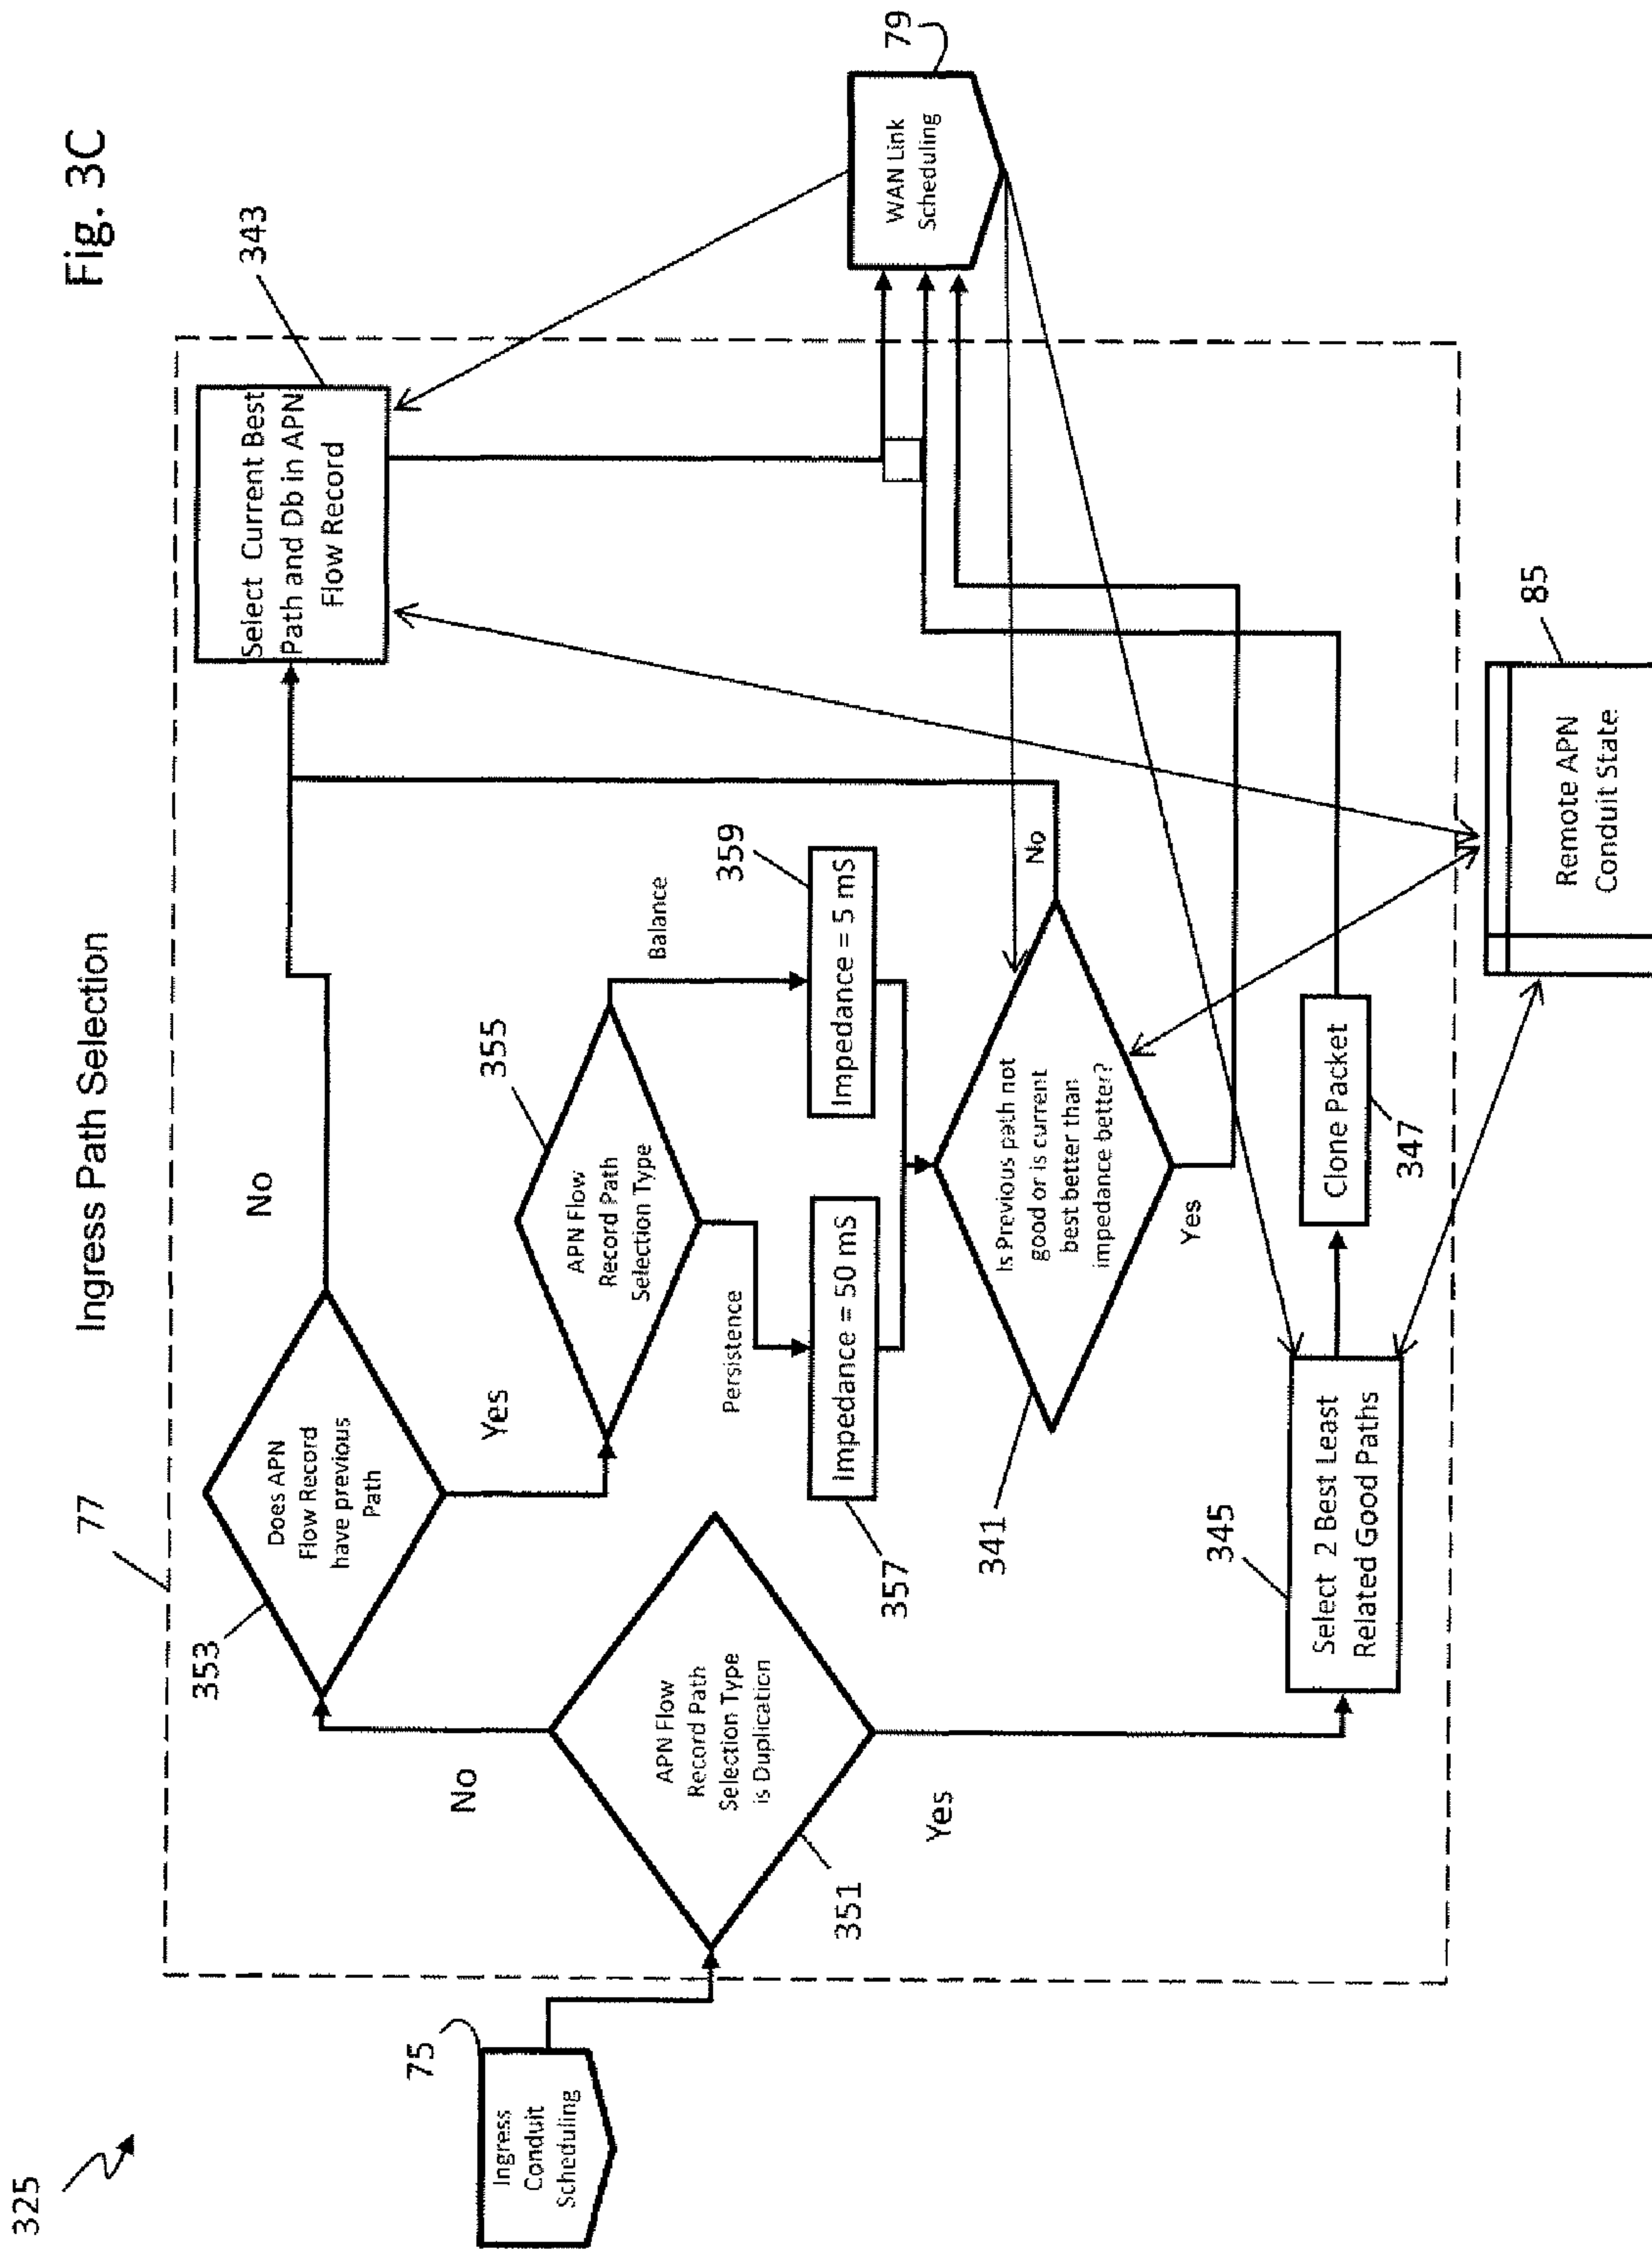 Fig. 3C
Ingress Path Selection
325
75
Ingress
Conduit
Scheduling
77
351
APN Flow
Record Path
Selection Type
is Duplication
No
Yes
353
Does APN
Flow Record
have previous
Path
No
Yes
355
APN Flow
Record Path
Selection Type
Persistence
Balance
357
Impedance = 50 mS
359
Impedance = 5 mS
341
Is Previous path not
good or is current
best better than
impedance better?
No
Yes
343
Select Current Best
Path and Db in APN
Flow Record
345
Select 2 Best Least
Related Good Paths
347
Clone Packet
79
WAN Link
Scheduling
85
Remote APN
Conduit State